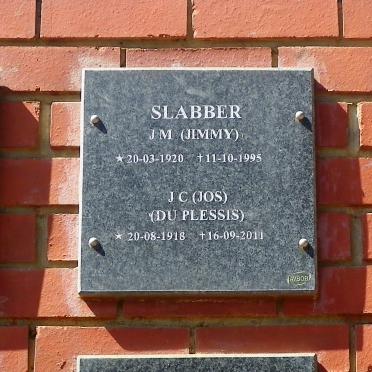 SLABBER
J M (JIMMY)
★ 20-03-1920 ✝ 11-10-1995
J C (JOS)
(DU PLESSIS)
★ 20-08-1918 ✝ 16-09-2011